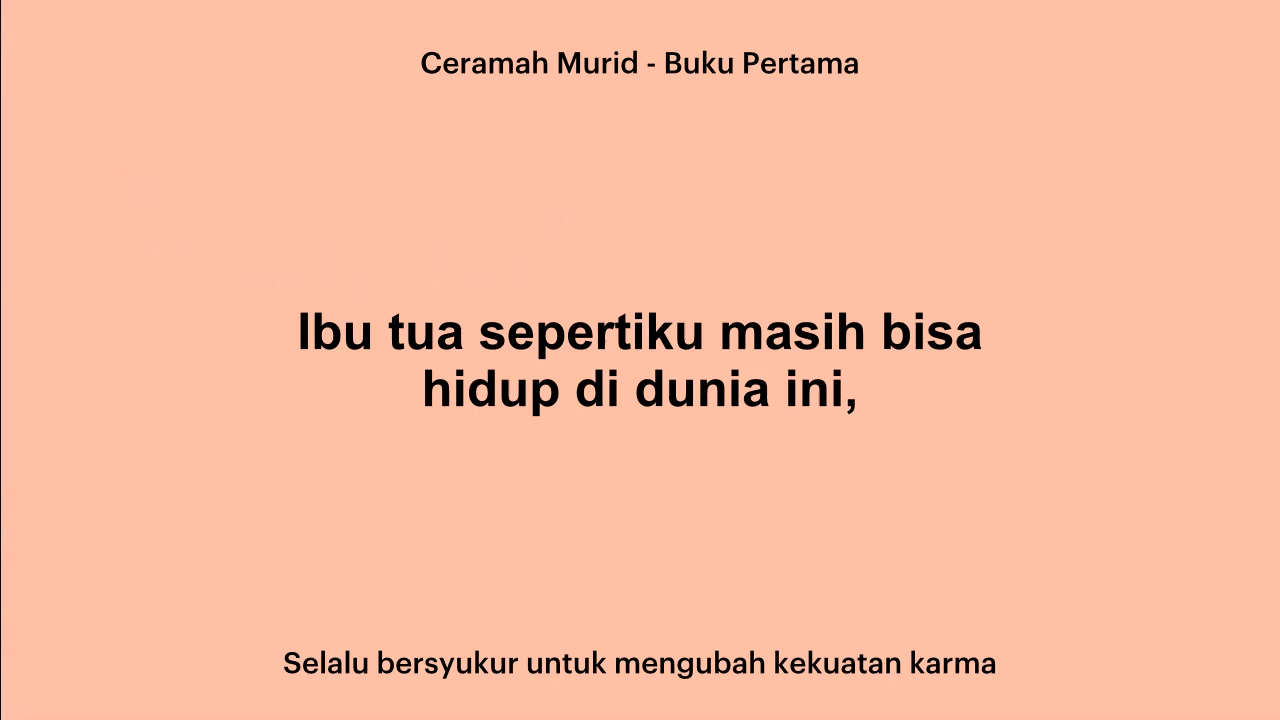 Ceramah Murid - Buku Pertama
Ibu tua sepertiku masih bisa
hidup di dunia ini,
Selalu bersyukur untuk mengubah kekuatan karma